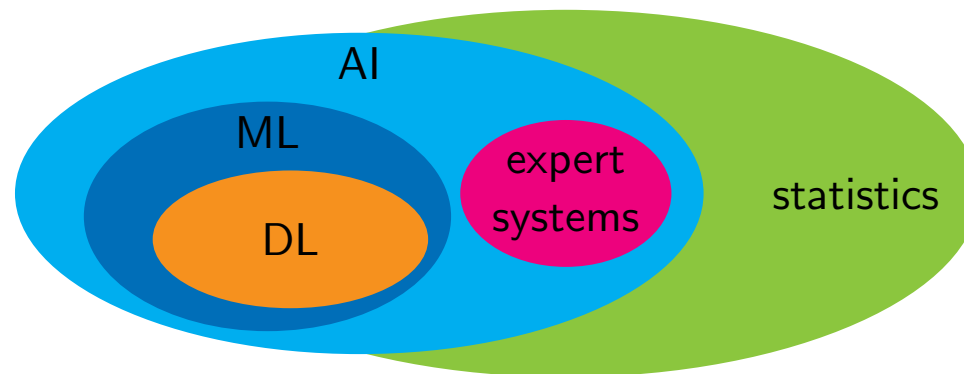 AI
ML
expert
systems
statistics
DL